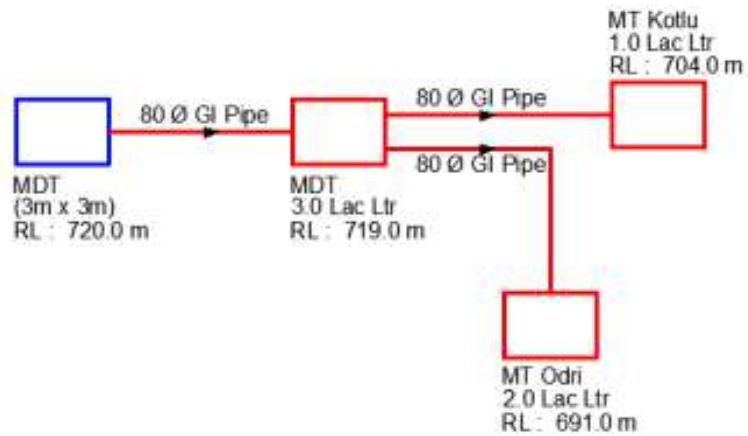 MT Kotlu
1.0 Lac Ltr
RL : 704.0 m
80 Ø GI Pipe
80 Ø GI Pipe
80 Ø GI Pipe
MDT
(3m x 3m)
RL : 720.0 m
MDT
3.0 Lac Ltr
RL : 719.0 m
MT Odri
2.0 Lac Ltr
RL : 691.0 m